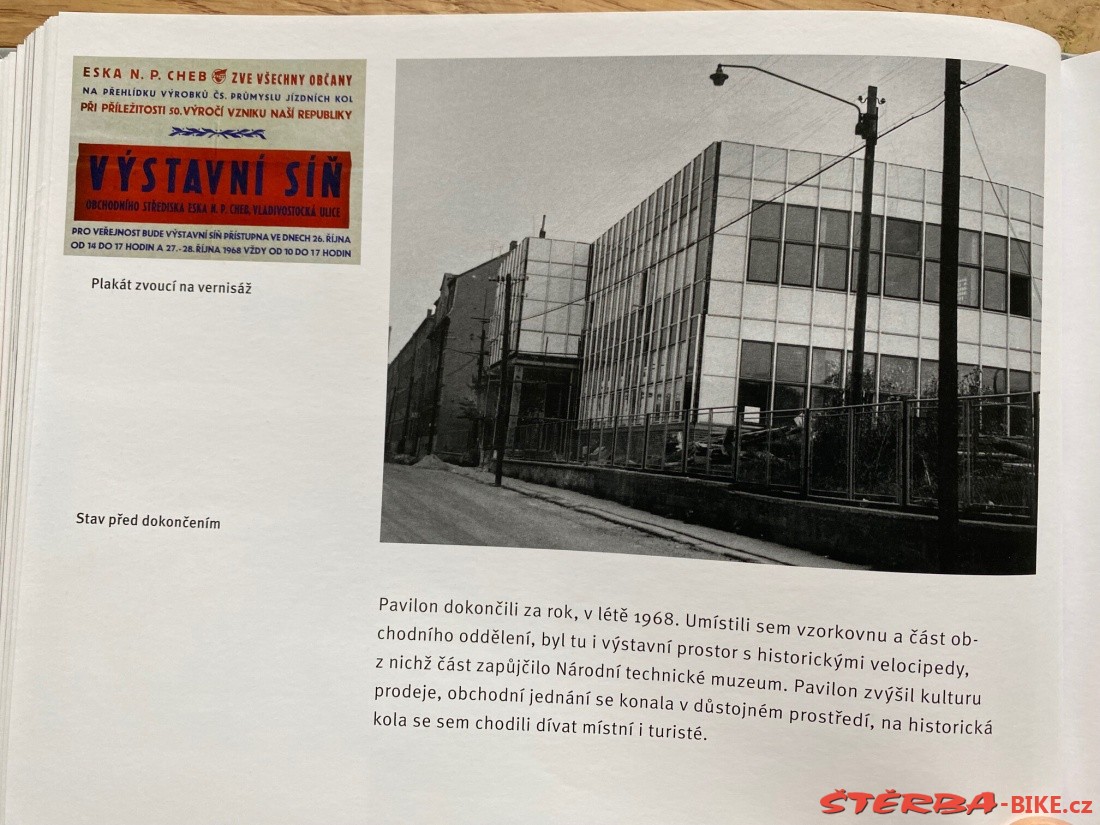 ESKA N. P. CHEB ZVE VŠECHNY OBČANY
NA PŘEHLÍDKU VÝROBKŮ ČS. PRŮMYSLU JÍZDNÍCH KOL
PŘI PŘÍLEŽITOSTI 50. VÝROČÍ VZNIKU NAŠÍ REPUBLIKY
VÝSTAVNÍ SÍŇ
OBCHODNÍHO STŘEDISKA ESKA N. P. CHEB, VLADIVOSTOCKÁ ULICE
PRO VEŘEJNOST BUDE VÝSTAVNÍ SÍŇ PŘÍSTUPNA VE DNECH 26. ŘÍJNA
OD 14 DO 17 HODIN A 27.-28. ŘÍJNA 1968 VŽDY OD 10 DO 17 HODIN
Plakát zvoucí na vernisáž
Stav před dokončením
Pavilon dokončili za rok, v létě 1968. Umístili sem vzorkovnu a část ob-
chodního oddělení, byl tu i výstavní prostor s historickými velocipedy,
z nichž část zapůjčilo Národní technické muzeum. Pavilon zvýšil kulturu
prodeje, obchodní jednání se konala v důstojném prostředí, na historická
kola se sem chodili dívat místní i turisté.
ŠTĚRBA-BIKE.cz